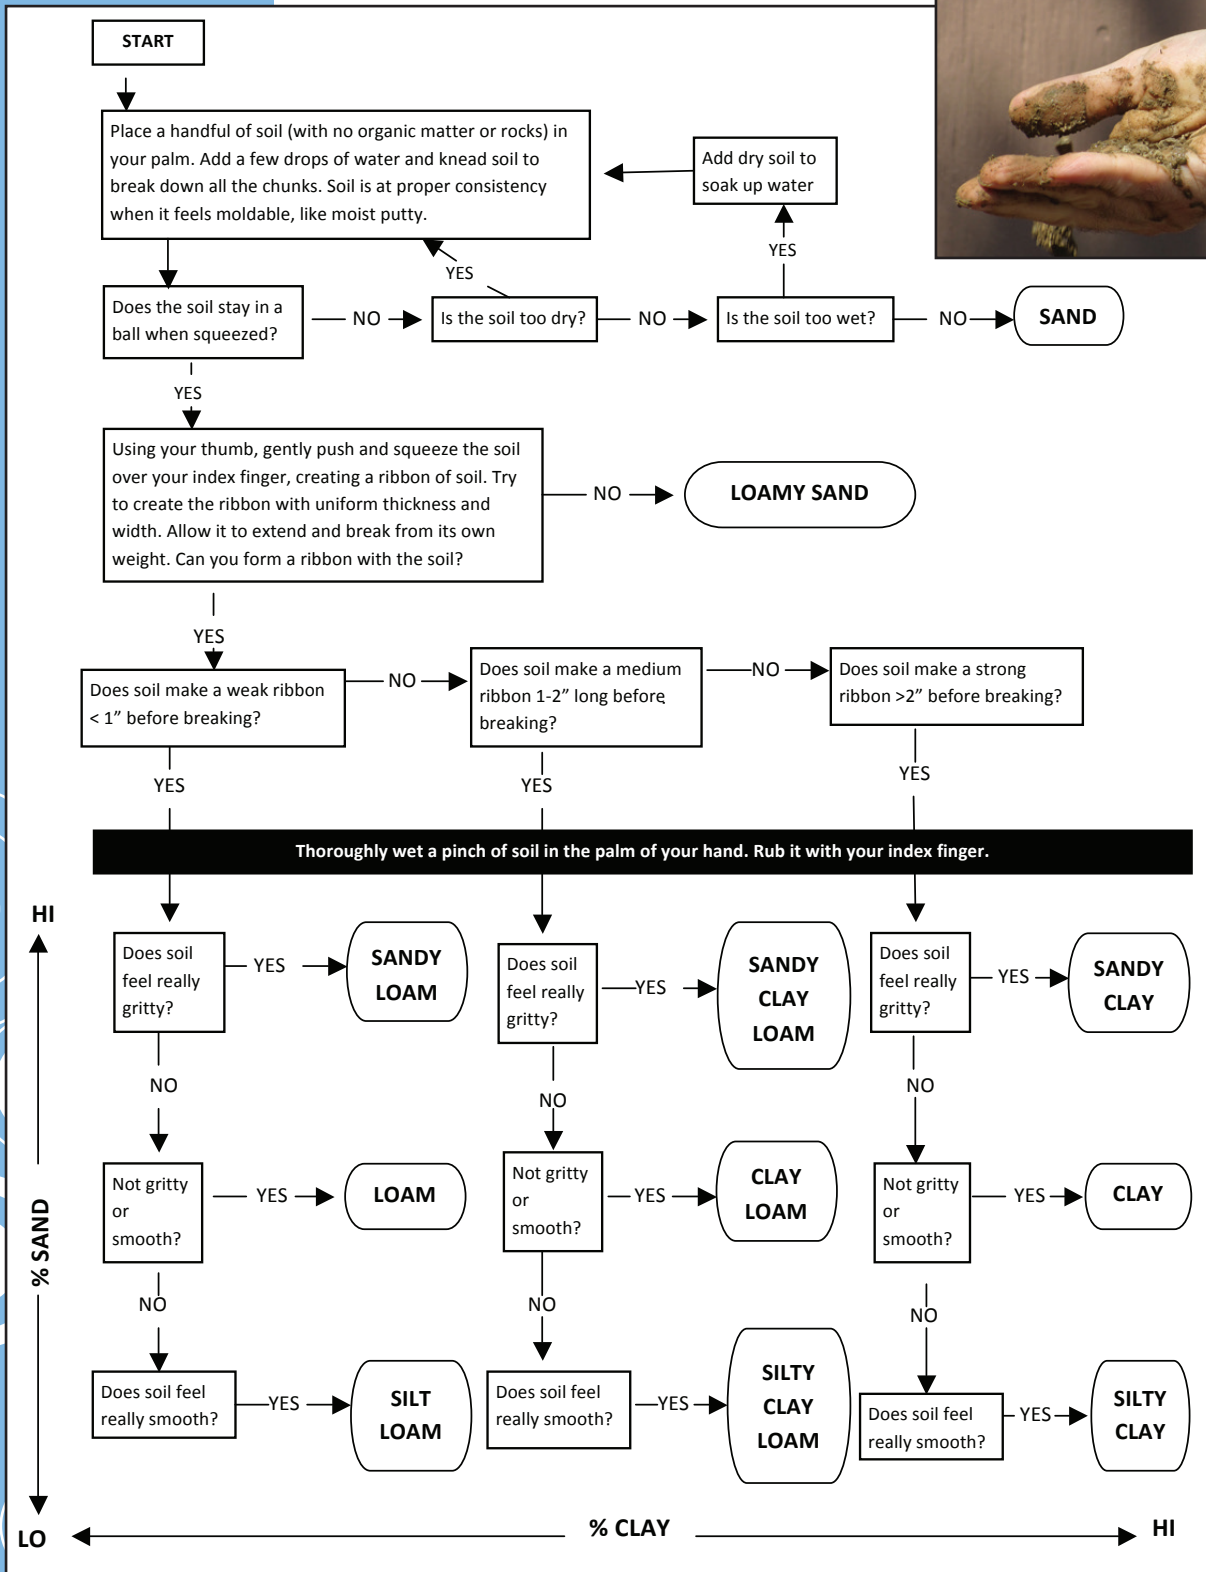 START
Place a handful of soil (with no organic matter or rocks) in
your palm. Add a few drops of water and knead soil to
break down all the chunks. Soil is at proper consistency
when it feels moldable, like moist putty.
Add dry soil to
soak up water
YES
YES
Does the soil stay in a
ball when squeezed?
NO
Is the soil too dry?
NO
Is the soil too wet?
NO
SAND
YES
Using your thumb, gently push and squeeze the soil
over your index finger, creating a ribbon of soil. Try
to create the ribbon with uniform thickness and
width. Allow it to extend and break from its own
weight. Can you form a ribbon with the soil?
NO
LOAMY SAND
YES
Does soil make a weak ribbon
< 1” before breaking?
NO
Does soil make a medium
ribbon 1-2” long before
breaking?
NO
Does soil make a strong
ribbon >2” before breaking?
YES
YES
YES
Thoroughly wet a pinch of soil in the palm of your hand. Rub it with your index finger.
HI
Does soil
feel really
gritty?
YES
SANDY
LOAM
Does soil
feel really
gritty?
YES
SANDY
CLAY
LOAM
Does soil
feel really
gritty?
YES
SANDY
CLAY
NO
NO
NO
% SAND
Not gritty
or
smooth?
YES
LOAM
Not gritty
or
smooth?
YES
CLAY
LOAM
Not gritty
or
smooth?
YES
CLAY
NO
NO
NO
Does soil feel
really smooth?
YES
SILT
LOAM
Does soil feel
really smooth?
YES
SILTY
CLAY
LOAM
Does soil feel
really smooth?
YES
SILTY
CLAY
LO
% CLAY
HI